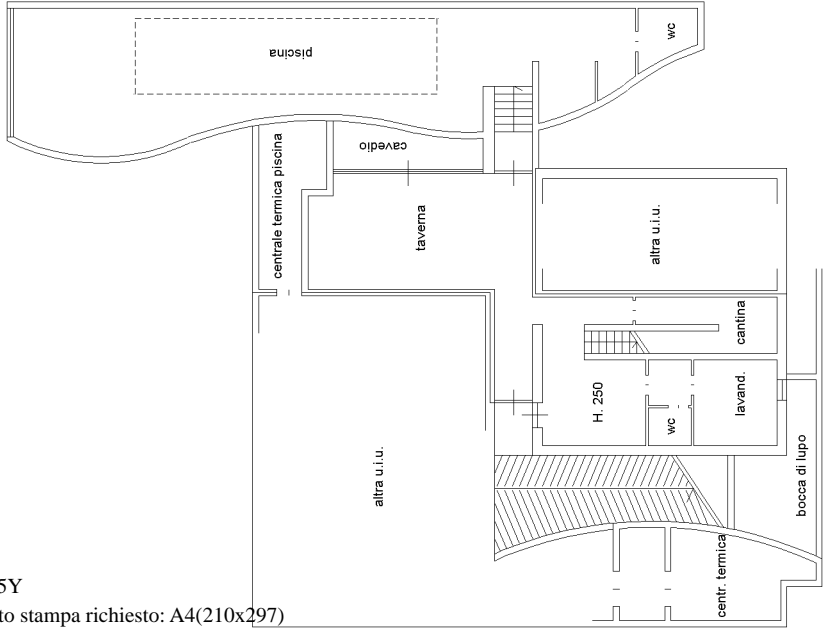 piscina
wc
cavedio
centrale termica piscina
taverna
altra u.i.u.
cantina
H. 250
wc
lavand.
altra u.i.u.
bocca di lupo
centr. termica
5Y
to stampa richiesto: A4(210x297)